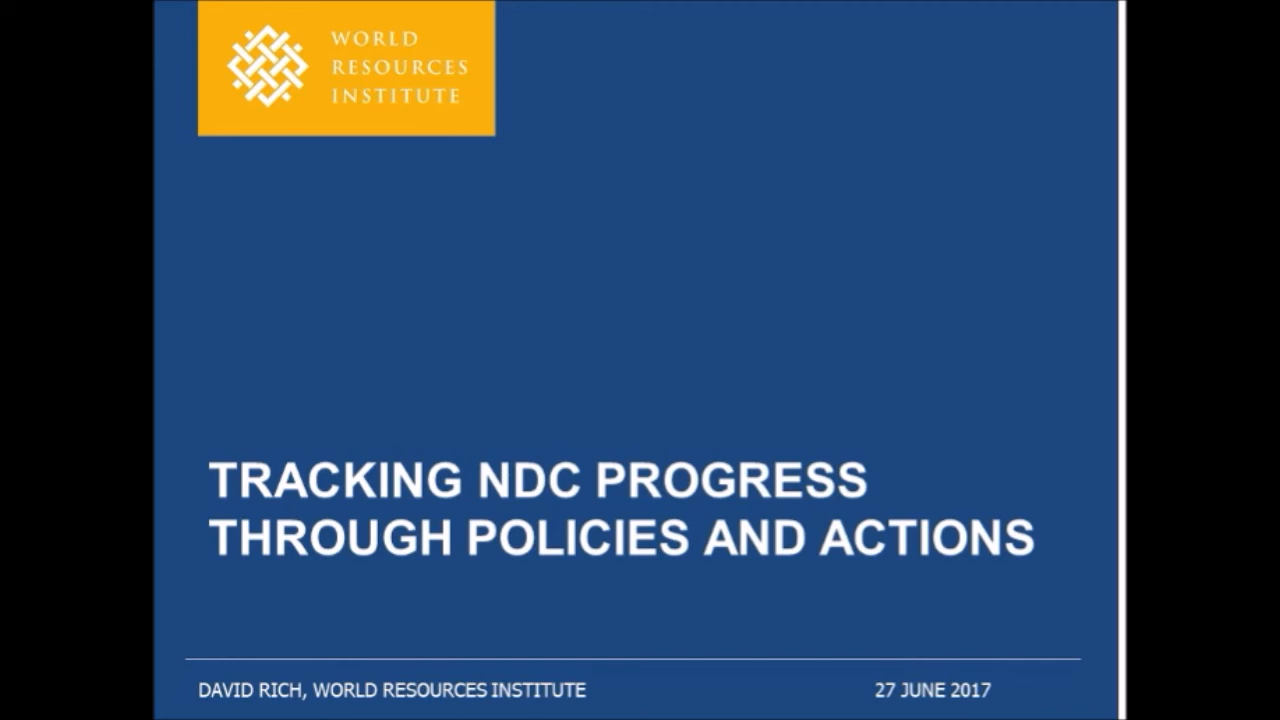 WORLD
RESOURCES
INSTITUTE
TRACKING NDC PROGRESS
THROUGH POLICIES AND ACTIONS
DAVID RICH, WORLD RESOURCES INSTITUTE
27 JUNE 2017